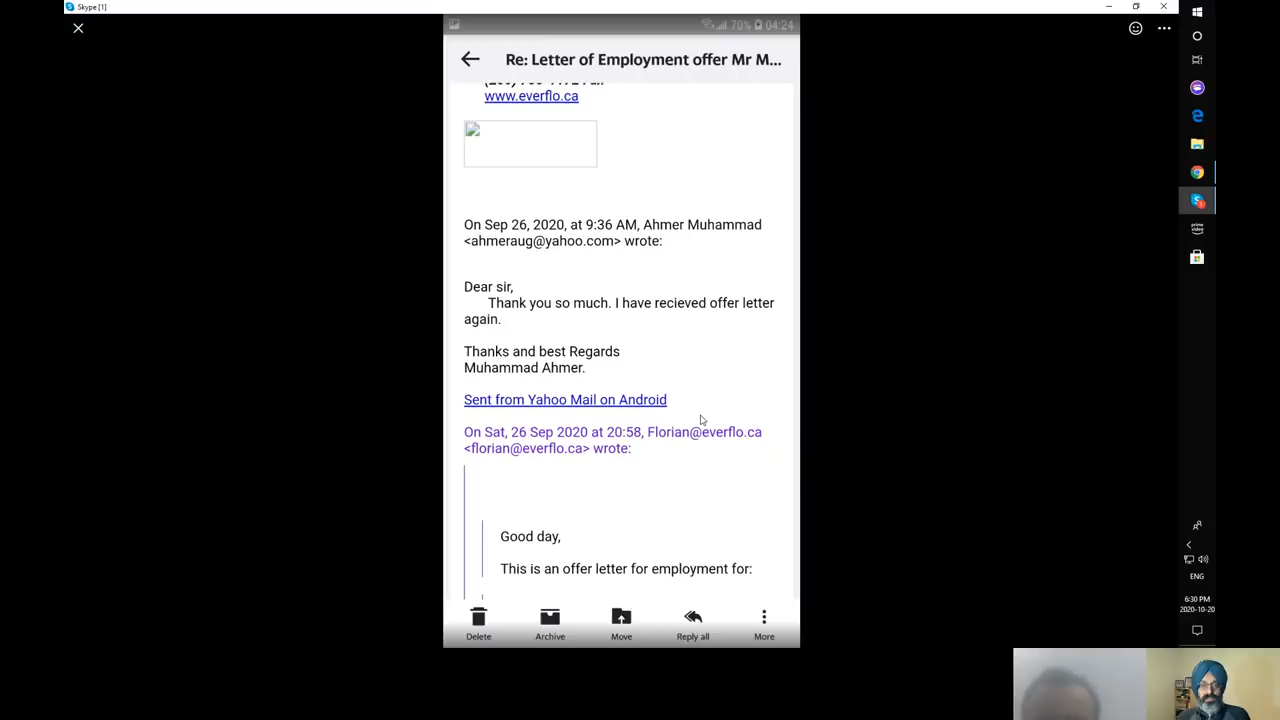 Skype [1]
70% 04:24
Re: Letter of Employment offer Mr M...
www.everflo.ca
On Sep 26, 2020, at 9:36 AM, Ahmer Muhammad
<ahmeraug@yahoo.com> wrote:
Dear sir,
Thank you so much. I have recieved offer letter
again.
Thanks and best Regards
Muhammad Ahmer.
Sent from Yahoo Mail on Android
On Sat, 26 Sep 2020 at 20:58, Florian@everflo.ca
<florian@everflo.ca> wrote:
Good day,
This is an offer letter for employment for:
Delete Archive Move Reply all More
prime
video
ENG
6:30 PM
2020-10-20